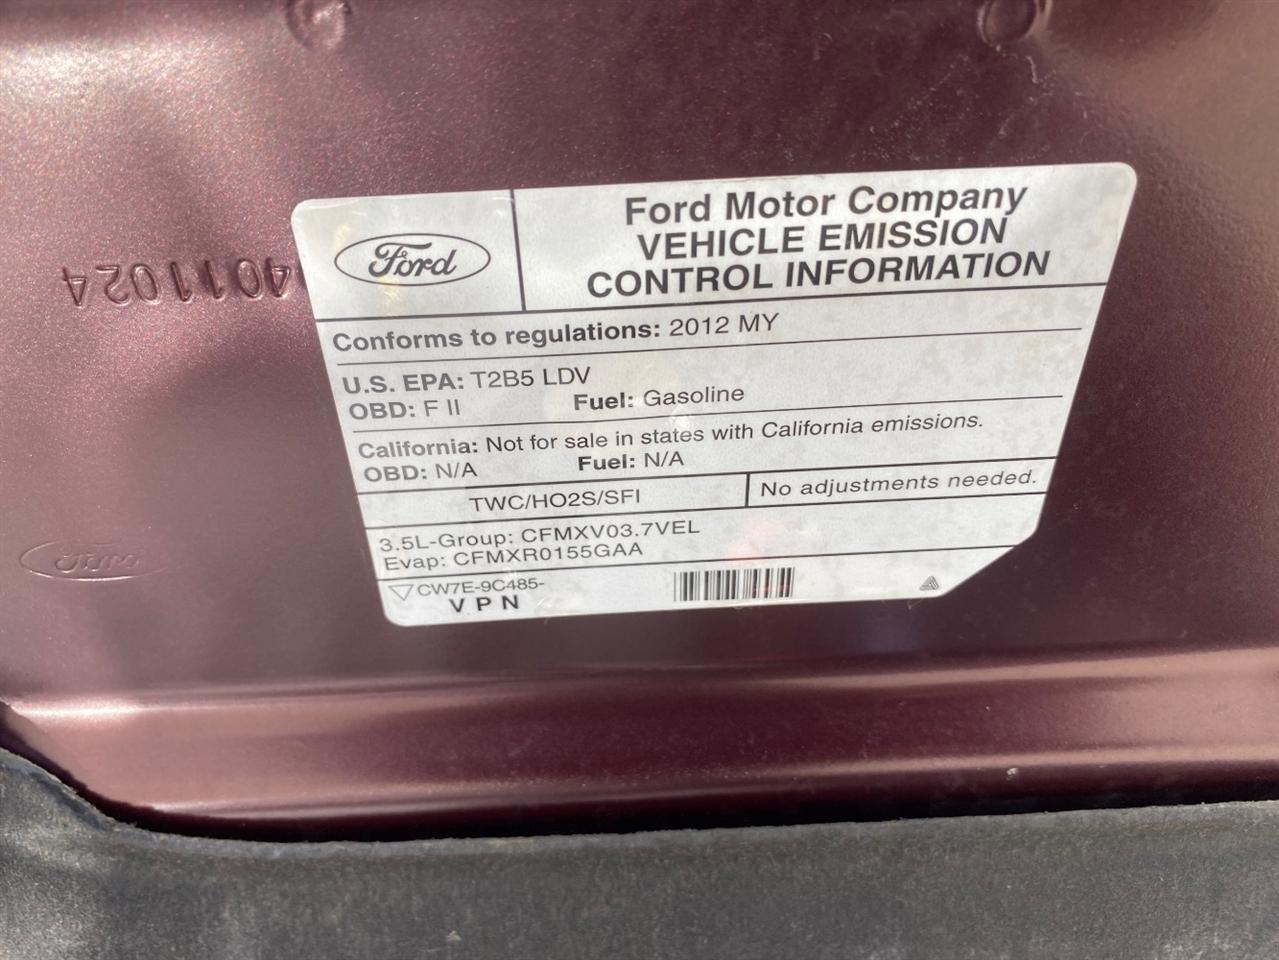 Ford
Ford Motor Company
VEHICLE EMISSION
CONTROL INFORMATION
Conforms to regulations: 2012 MY
U.S. EPA: T2B5 LDV
OBD: F II Fuel: Gasoline
California: Not for sale in states with California emissions.
OBD: N/A Fuel: N/A
TWC/HO2S/SFI No adjustments needed.
3.5L-Group: CFMXV03.7VEL
Evap: CFMXR0155GAA
CW7E-9C485-
V P N
Ford